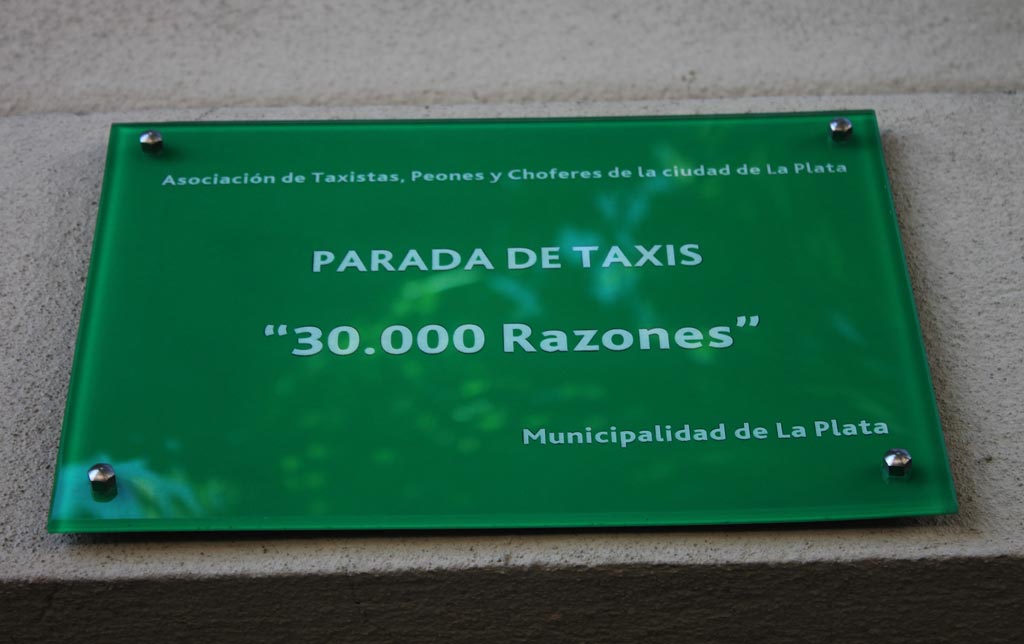 Asociación de Taxistas, Peones y Choferes de la ciudad de La Plata
PARADA DE TAXIS
“30.000 Razones”
Municipalidad de La Plata